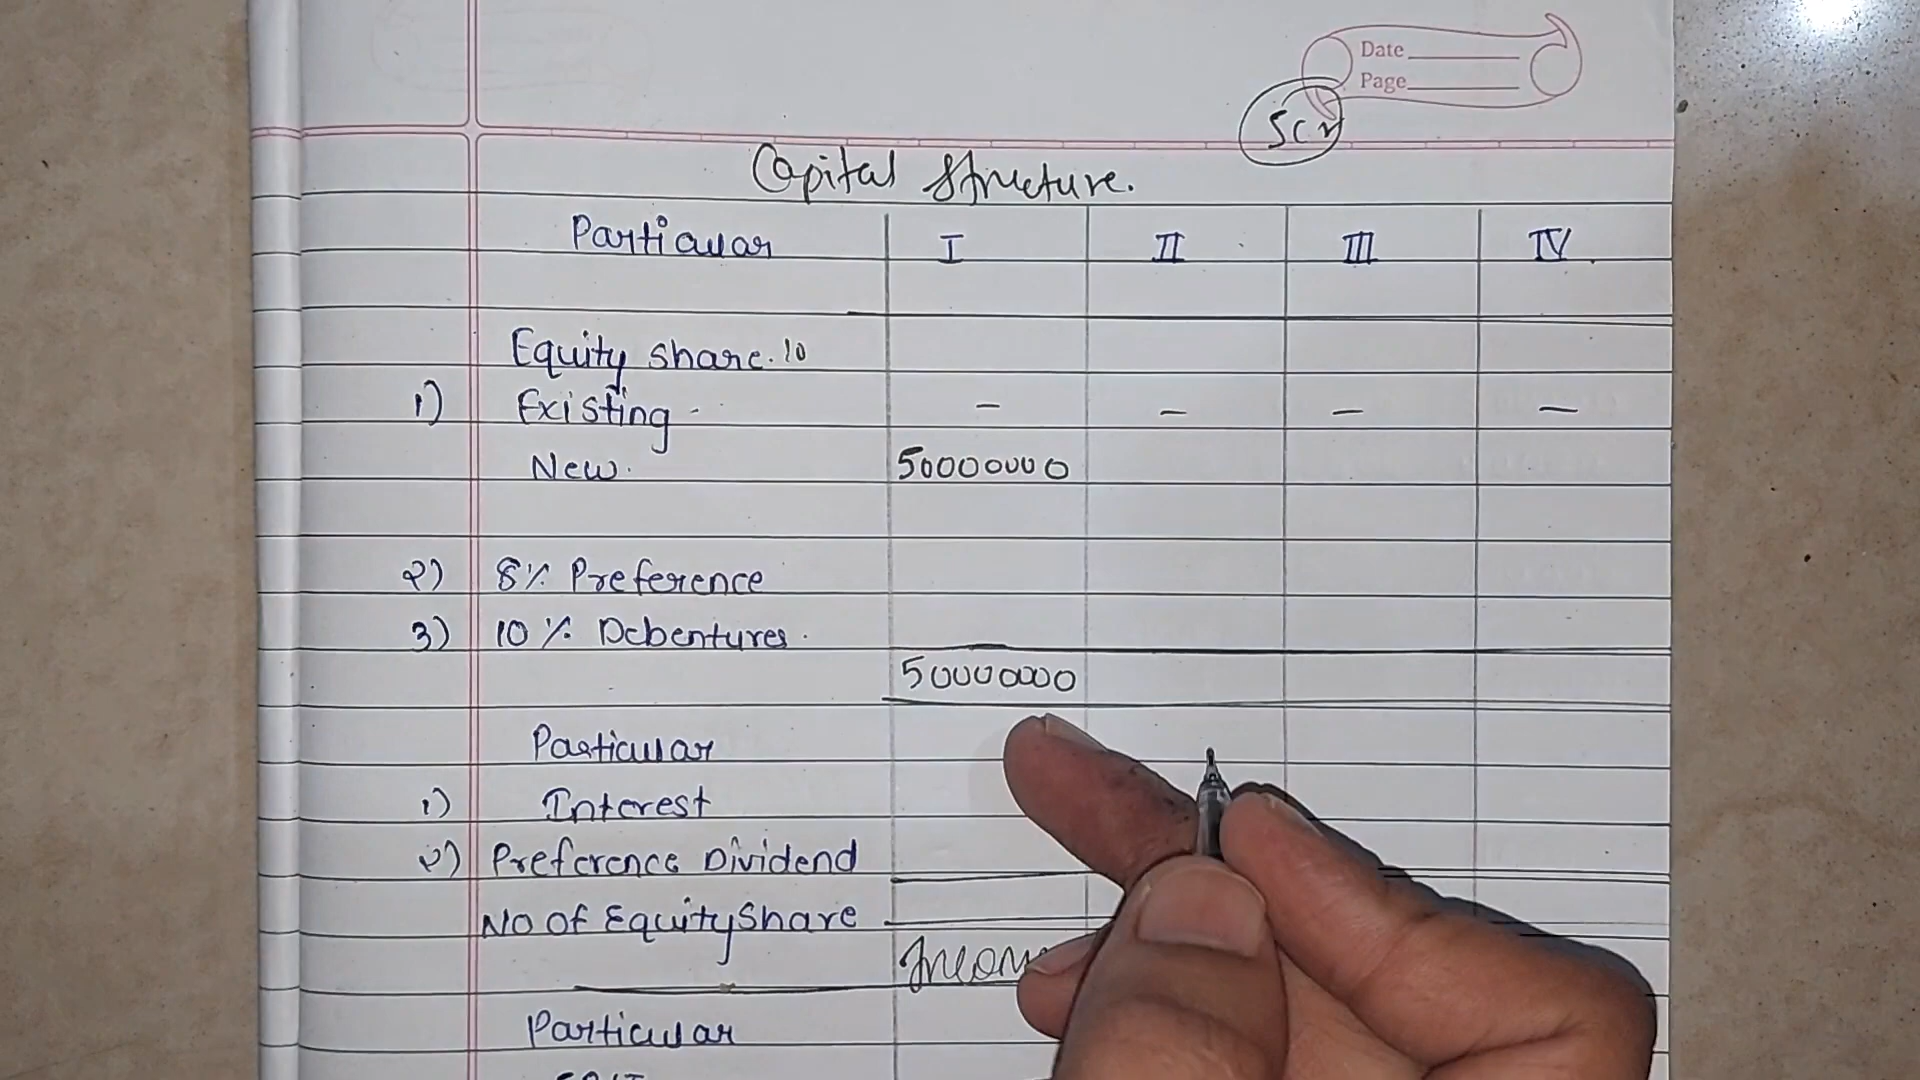 Date
Page
5Cr
Capital Structure.
Particular I II III IV
Equity share. 10
1) Existing - - - - -
New. 50000000
2) 8% Preference
3) 10% Debentures. -
50000000
Particular
1) Interest
2) Preference Dividend
No of Equity Share
Particular